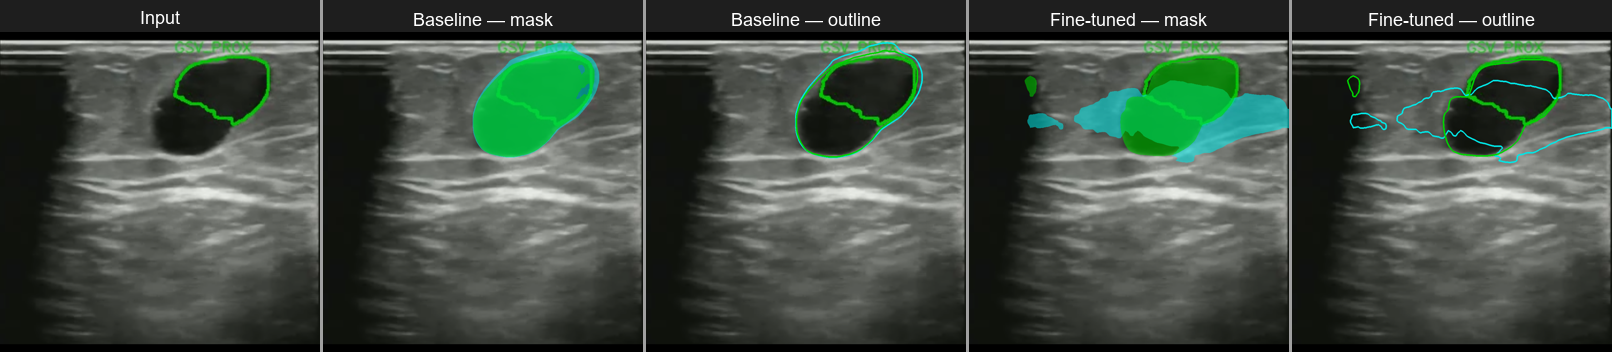 Input
Baseline — mask
Baseline — outline
Fine-tuned — mask
Fine-tuned — outline
GSV PROX
GSV PROX
GSV PROX
GSV PROX
GSV PROX